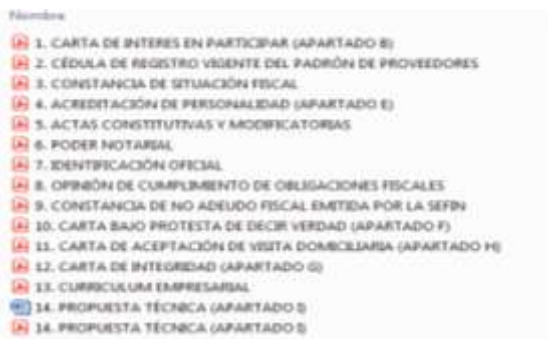 Nombre
1. CARTA DE INTERES EN PARTICIPAR (APARTADO B)
2. CÉDULA DE REGISTRO VIGENTE DEL PADRÓN DE PROVEEDORES
3. CONSTANCIA DE SITUACIÓN FISCAL
4. ACREDITACIÓN DE PERSONALIDAD (APARTADO E)
5. ACTAS CONSTITUTIVAS Y MODIFICATORIAS
6. PODER NOTARIAL
7. IDENTIFICACIÓN OFICIAL
8. OPINIÓN DE CUMPLIMIENTO DE OBLIGACIONES FISCALES
9. CONSTANCIA DE NO ADEUDO FISCAL EMITIDA POR LA SEFIN
10. CARTA BAJO PROTESTA DE DECIR VERDAD (APARTADO F)
11. CARTA DE ACEPTACIÓN DE VISITA DOMICILIARIA (APARTADO H)
12. CARTA DE INTEGRIDAD (APARTADO G)
13. CURRICULUM EMPRESARIAL
14. PROPUESTA TÉCNICA (APARTADO I)
14. PROPUESTA TÉCNICA (APARTADO I)